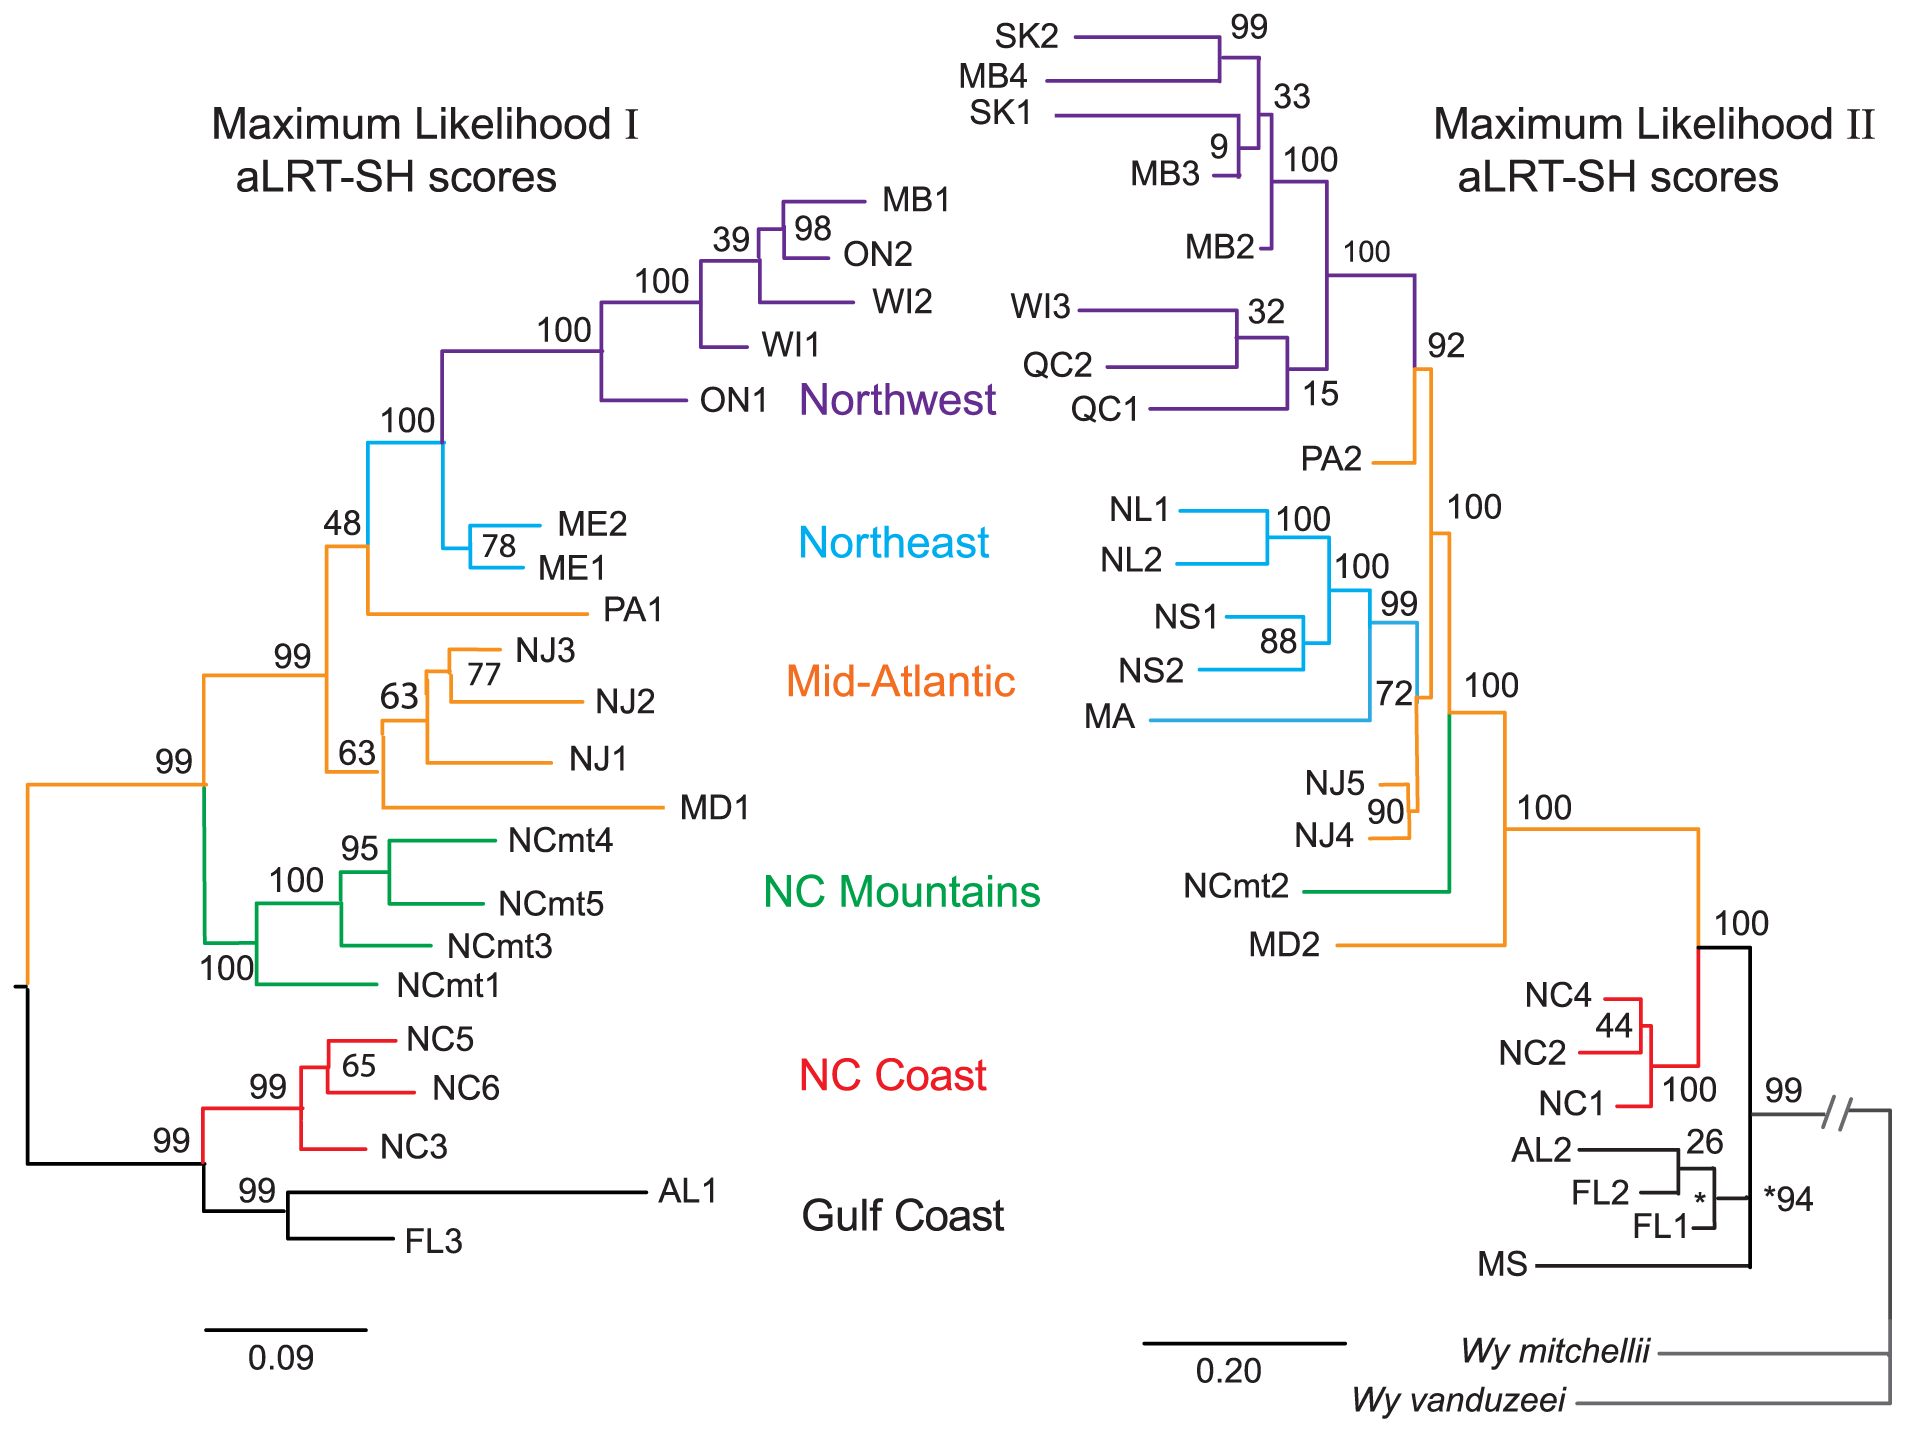 Maximum Likelihood I
aLRT-SH scores
MB1
98
39
ON2
100
WI2
100
WI1
ON1
100
ME2
48
78
ME1
PA1
NJ3
99
77
63
NJ2
63
NJ1
99
MD1
NCmt4
95
100
NCmt5
NCmt3
100
NCmt1
NC5
65
99
NC6
99
NC3
99
AL1
FL3
0.09
Northwest
Northeast
Mid-Atlantic
NC Mountains
NC Coast
Gulf Coast
Maximum Likelihood II
aLRT-SH scores
SK2
99
MB4
33
SK1
9
100
MB3
MB2
100
WI3
32
92
QC2
15
QC1
PA2
100
NL1
100
NL2
100
99
NS1
88
NS2
72
100
MA
NJ5
90
100
NJ4
NCmt2
100
MD2
NC4
44
NC2
100
99
NC1
26
AL2
FL2
*
*94
FL1
MS
Wy mitchellii
Wy vanduzeei
0.20